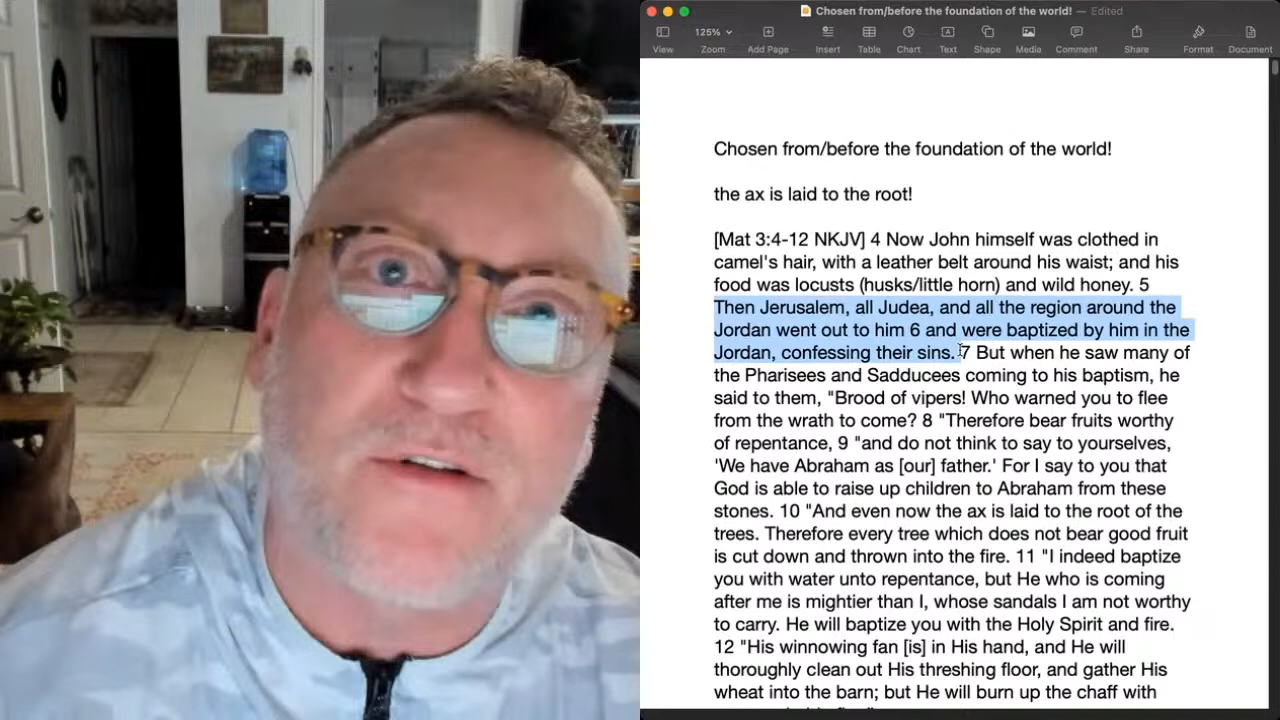 Chosen from/before the foundation of the world! — Edited
125%
View Zoom Add Page Insert Table Chart Text Shape Media Comment Share Format Document
Chosen from/before the foundation of the world!
the ax is laid to the root!
[Mat 3:4-12 NKJV] 4 Now John himself was clothed in
camel's hair, with a leather belt around his waist; and his
food was locusts (husks/little horn) and wild honey. 5
Then Jerusalem, all Judea, and all the region around the
Jordan went out to him 6 and were baptized by him in the
Jordan, confessing their sins. 7 But when he saw many of
the Pharisees and Sadducees coming to his baptism, he
said to them, "Brood of vipers! Who warned you to flee
from the wrath to come? 8 "Therefore bear fruits worthy
of repentance, 9 "and do not think to say to yourselves,
'We have Abraham as [our] father.' For I say to you that
God is able to raise up children to Abraham from these
stones. 10 "And even now the ax is laid to the root of the
trees. Therefore every tree which does not bear good fruit
is cut down and thrown into the fire. 11 "I indeed baptize
you with water unto repentance, but He who is coming
after me is mightier than I, whose sandals I am not worthy
to carry. He will baptize you with the Holy Spirit and fire.
12 "His winnowing fan [is] in His hand, and He will
thoroughly clean out His threshing floor, and gather His
wheat into the barn; but He will burn up the chaff with